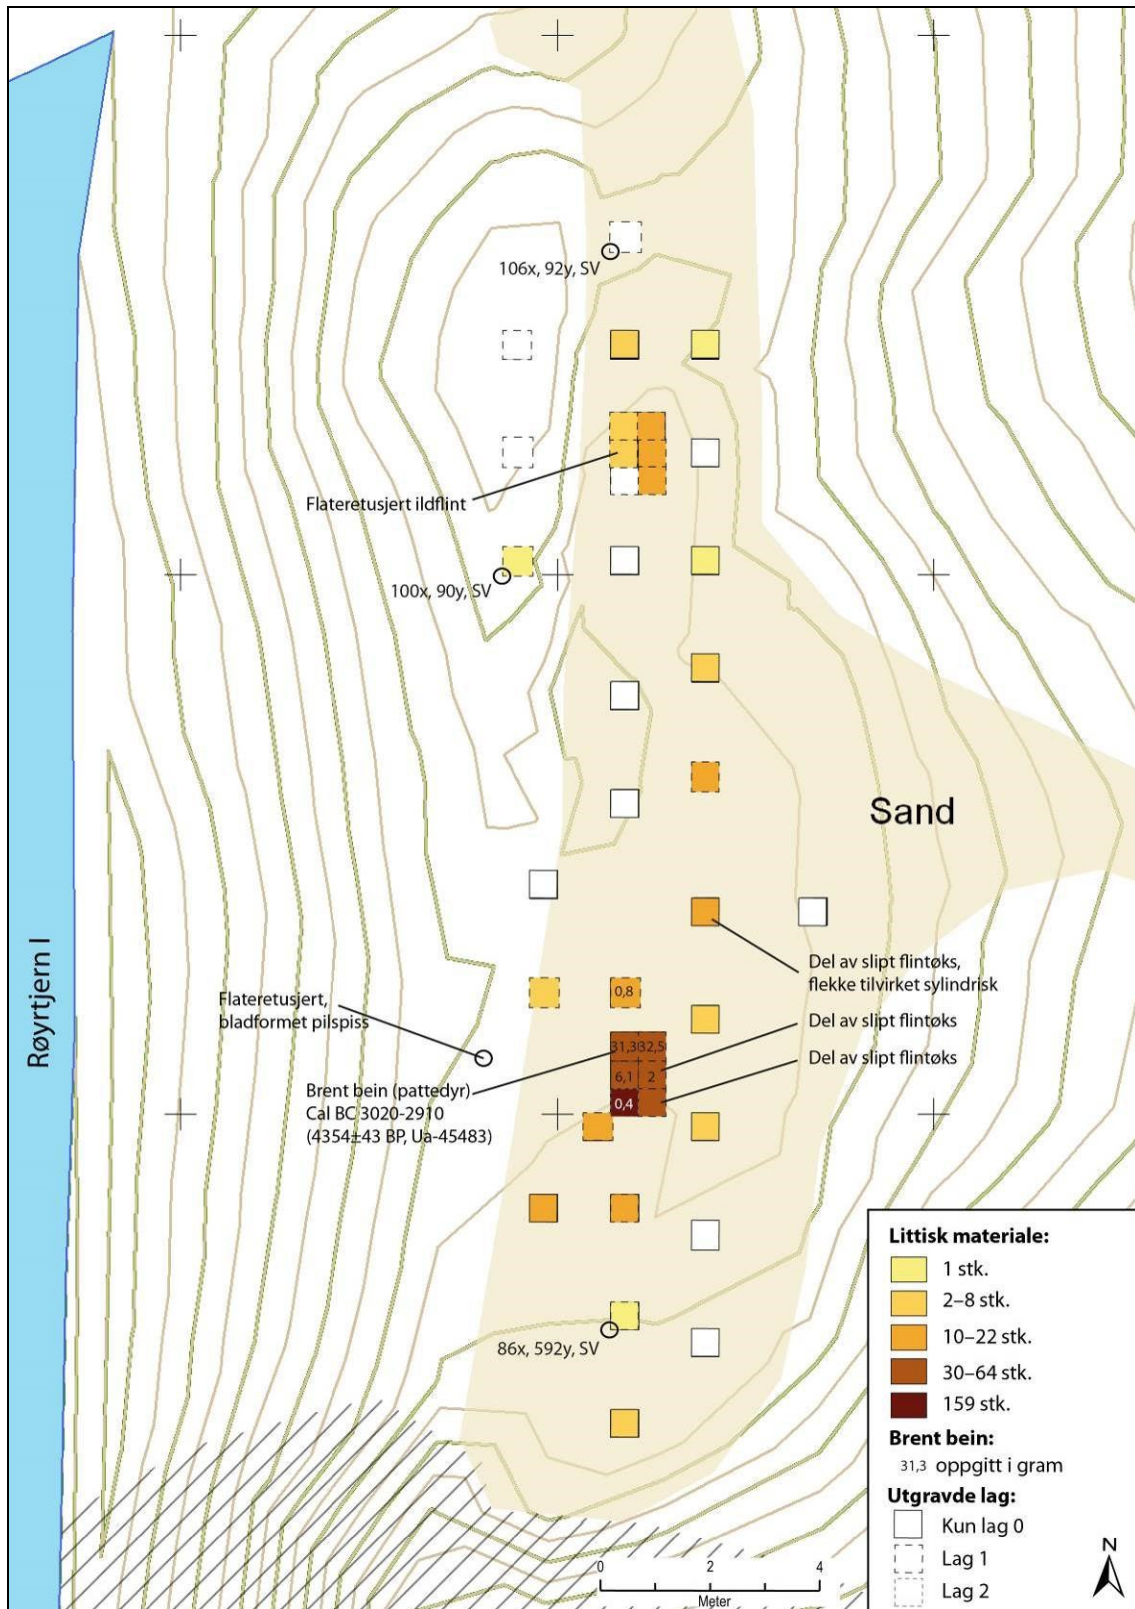 106x, 92y, SV
Flateretusjert ildflint
100x, 90y, SV
Sand
Røyrtjern I
Del av slipt flintøks,
flekke tilvirket sylindrisk
0,8
Flateretusjert,
bladformet pilspiss
Del av slipt flintøks
31,3
32,5
6,1
2
Del av slipt flintøks
0,4
Brent bein (pattedyr)
Cal BC 3020-2910
(4354±43 BP, Ua-45483)
86x, 592y, SV
Littisk materiale:
1 stk.
2–8 stk.
10–22 stk.
30–64 stk.
159 stk.
Brent bein:
31,3 oppgitt i gram
Utgravde lag:
Kun lag 0
Lag 1
Lag 2
N
0 2 4
Meter